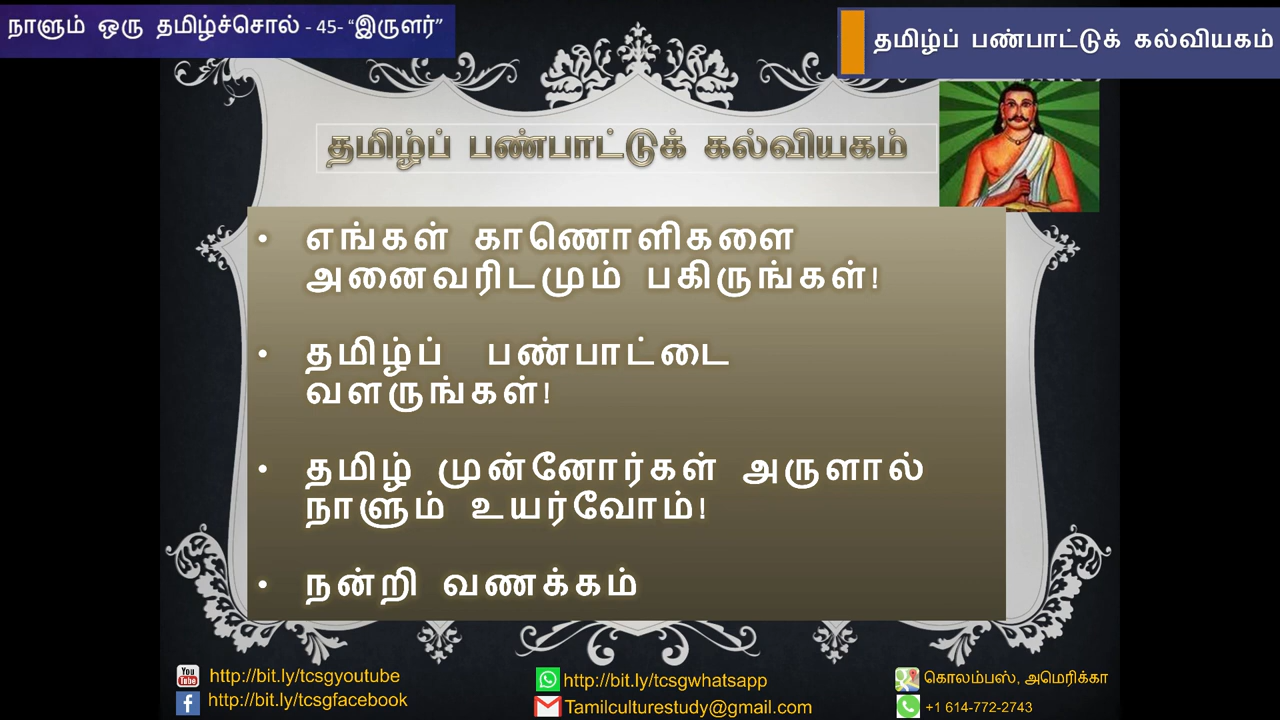 நாளும் ஒரு தமிழ்ச்சொல் - 45- “இருளர்”
தமிழ்ப் பண்பாட்டுக் கல்வியகம்
தமிழ்ப் பண்பாட்டுக் கல்வியகம்
• எங்கள் காணொளிகளை
அனைவரிடமும் பகிருங்கள்!
• தமிழ்ப் பண்பாட்டை
வளருங்கள்!
• தமிழ் முன்னோர்கள் அருளால்
நாளும் உயர்வோம்!
• நன்றி வணக்கம்
You Tube http://bit.ly/tcsgyoutube
http://bit.ly/tcsgfacebook
http://bit.ly/tcsgwhatsapp
Tamilculturestudy@gmail.com
கொலம்பஸ், அமெரிக்கா
+1 614-772-2743